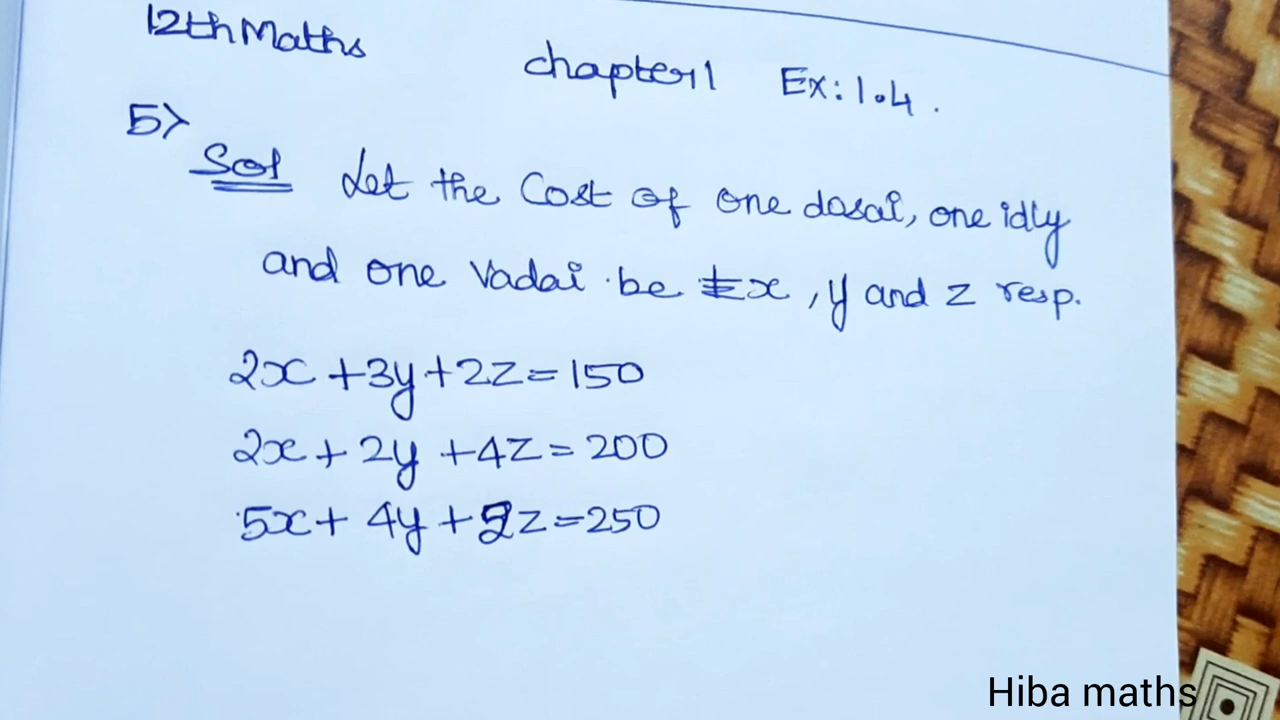 12th Maths chapter 1 Ex: 1.4.
5>
Sol Let the Cost of one dosai, one idly
and one Vadai be x, y and z resp.
2x + 3y + 2z = 150
2x + 2y + 4z = 200
5x + 4y + 2z = 250
Hiba maths